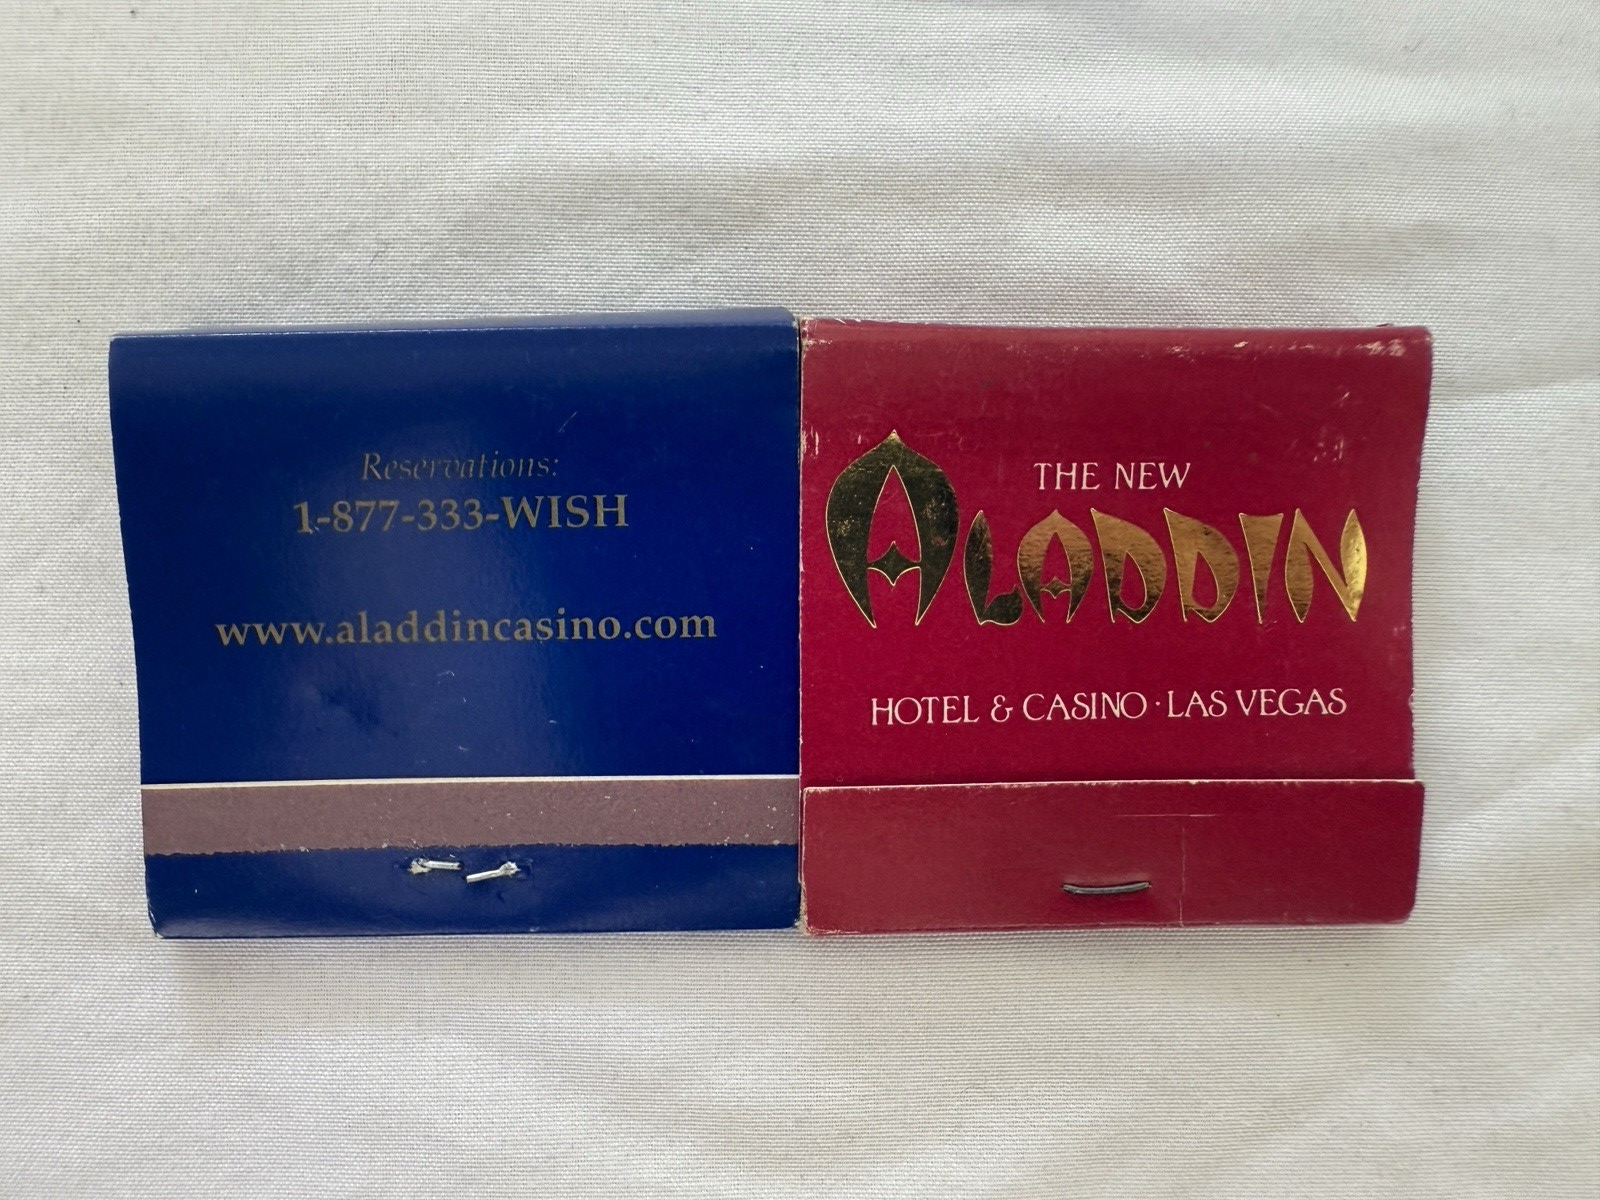 Reservations:
1-877-333-WISH
www.aladdincasino.com
THE NEW
ALADDIN
HOTEL & CASINO · LAS VEGAS